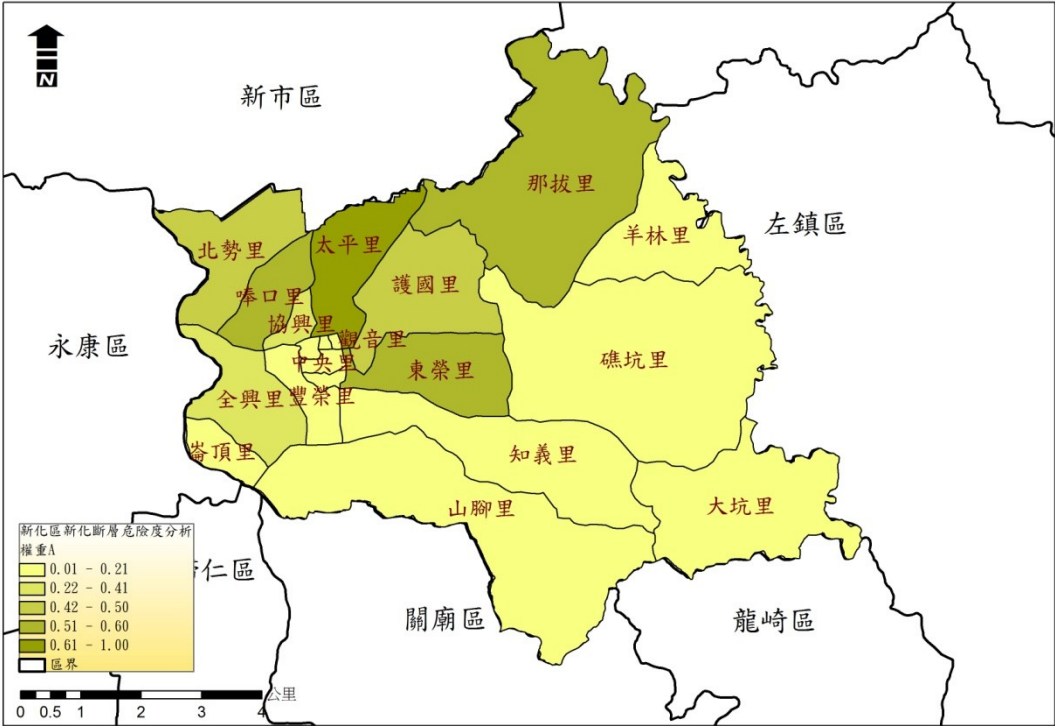 N
新市區
那拔里
羊林里
左鎮區
北勢里
太平里
護國里
唪口里
協興里
觀音里
永康區
中央里
東榮里
礁坑里
全興里
豐榮里
崙頂里
知義里
山腳里
大坑里
新化區新化斷層危險度分析
權重A
0.01 - 0.21
0.22 - 0.41
0.42 - 0.50
0.51 - 0.60
0.61 - 1.00
區界
仁區
關廟區
龍崎區
公里
0 0.5 1 2 3 4